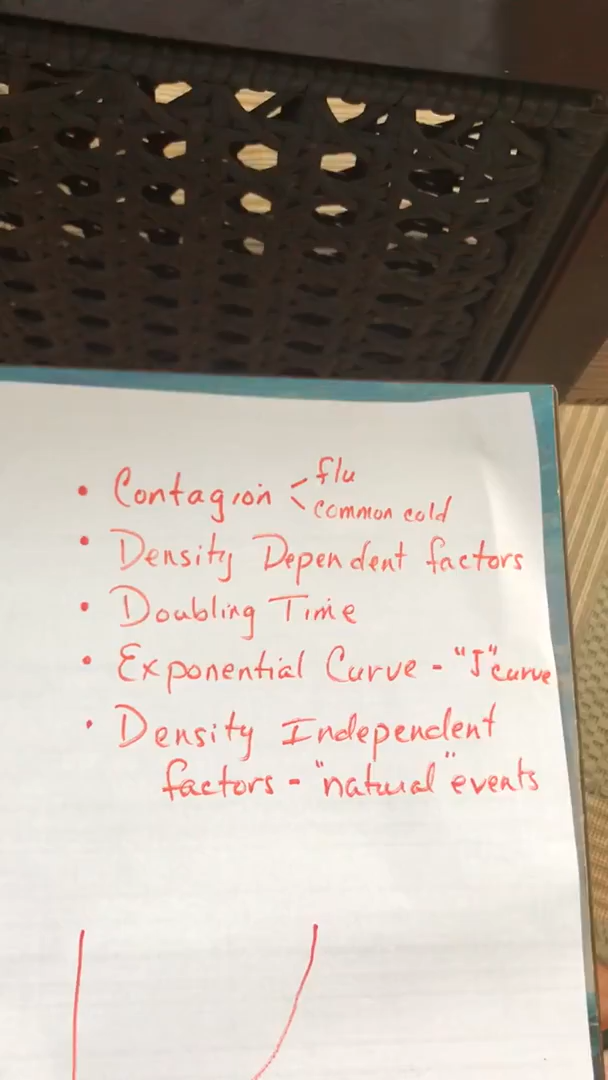 • Contagion < flu
common cold
• Density Dependent factors
• Doubling Time
• Exponential Curve - "J" curve
• Density Independent
factors - "natural" events